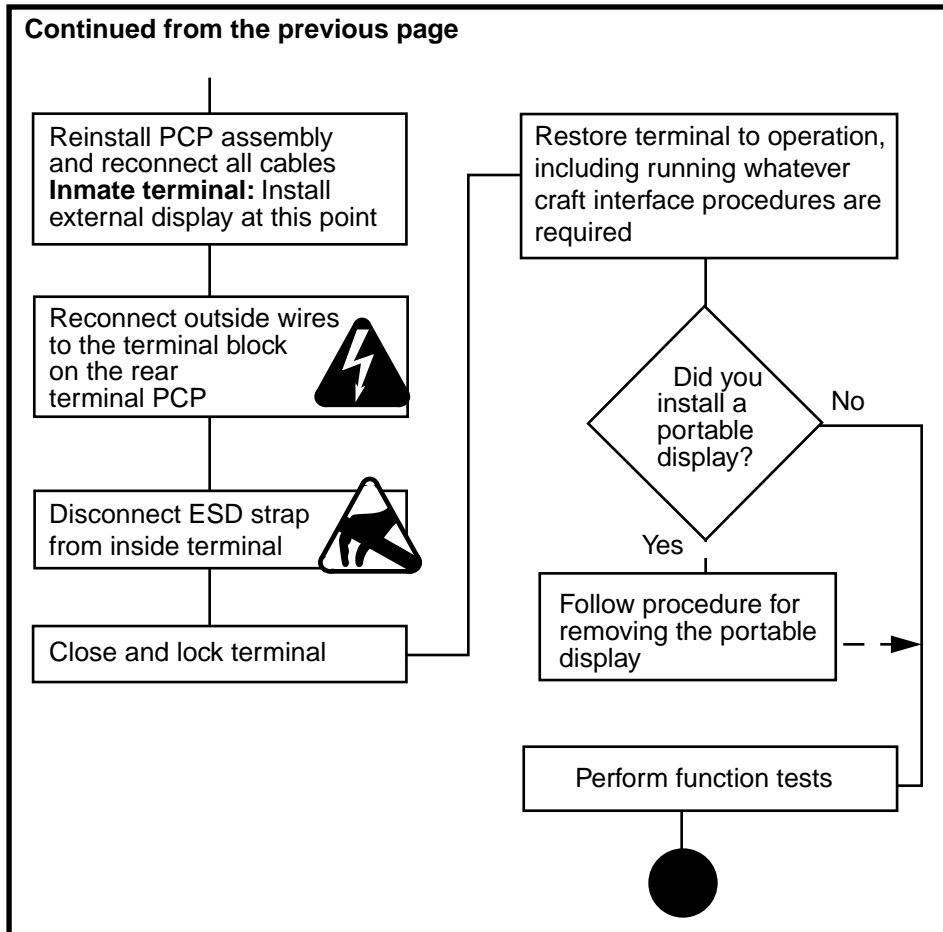 Continued from the previous page
Reinstall PCP assembly
and reconnect all cables
Inmate terminal: Install
external display at this point
Reconnect outside wires
to the terminal block
on the rear
terminal PCP
Disconnect ESD strap
from inside terminal
Close and lock terminal
Restore terminal to operation,
including running whatever
craft interface procedures are
required
Did you
install a
portable
display?
No
Yes
Follow procedure for
removing the portable
display
Perform function tests